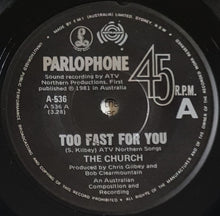 PARLOPHONE
Sound recording by ATV
Northern Productions. First
published ℗ 1981 in Australia
45
R.P.M.
A-536
A 536 A
(3.28)
A
TOO FAST FOR YOU
(S. Kilbey) ATV Northern Songs
THE CHURCH
Produced by Chris Gilbey and
Bob Clearmountain
An Australian
Composition and
Recording